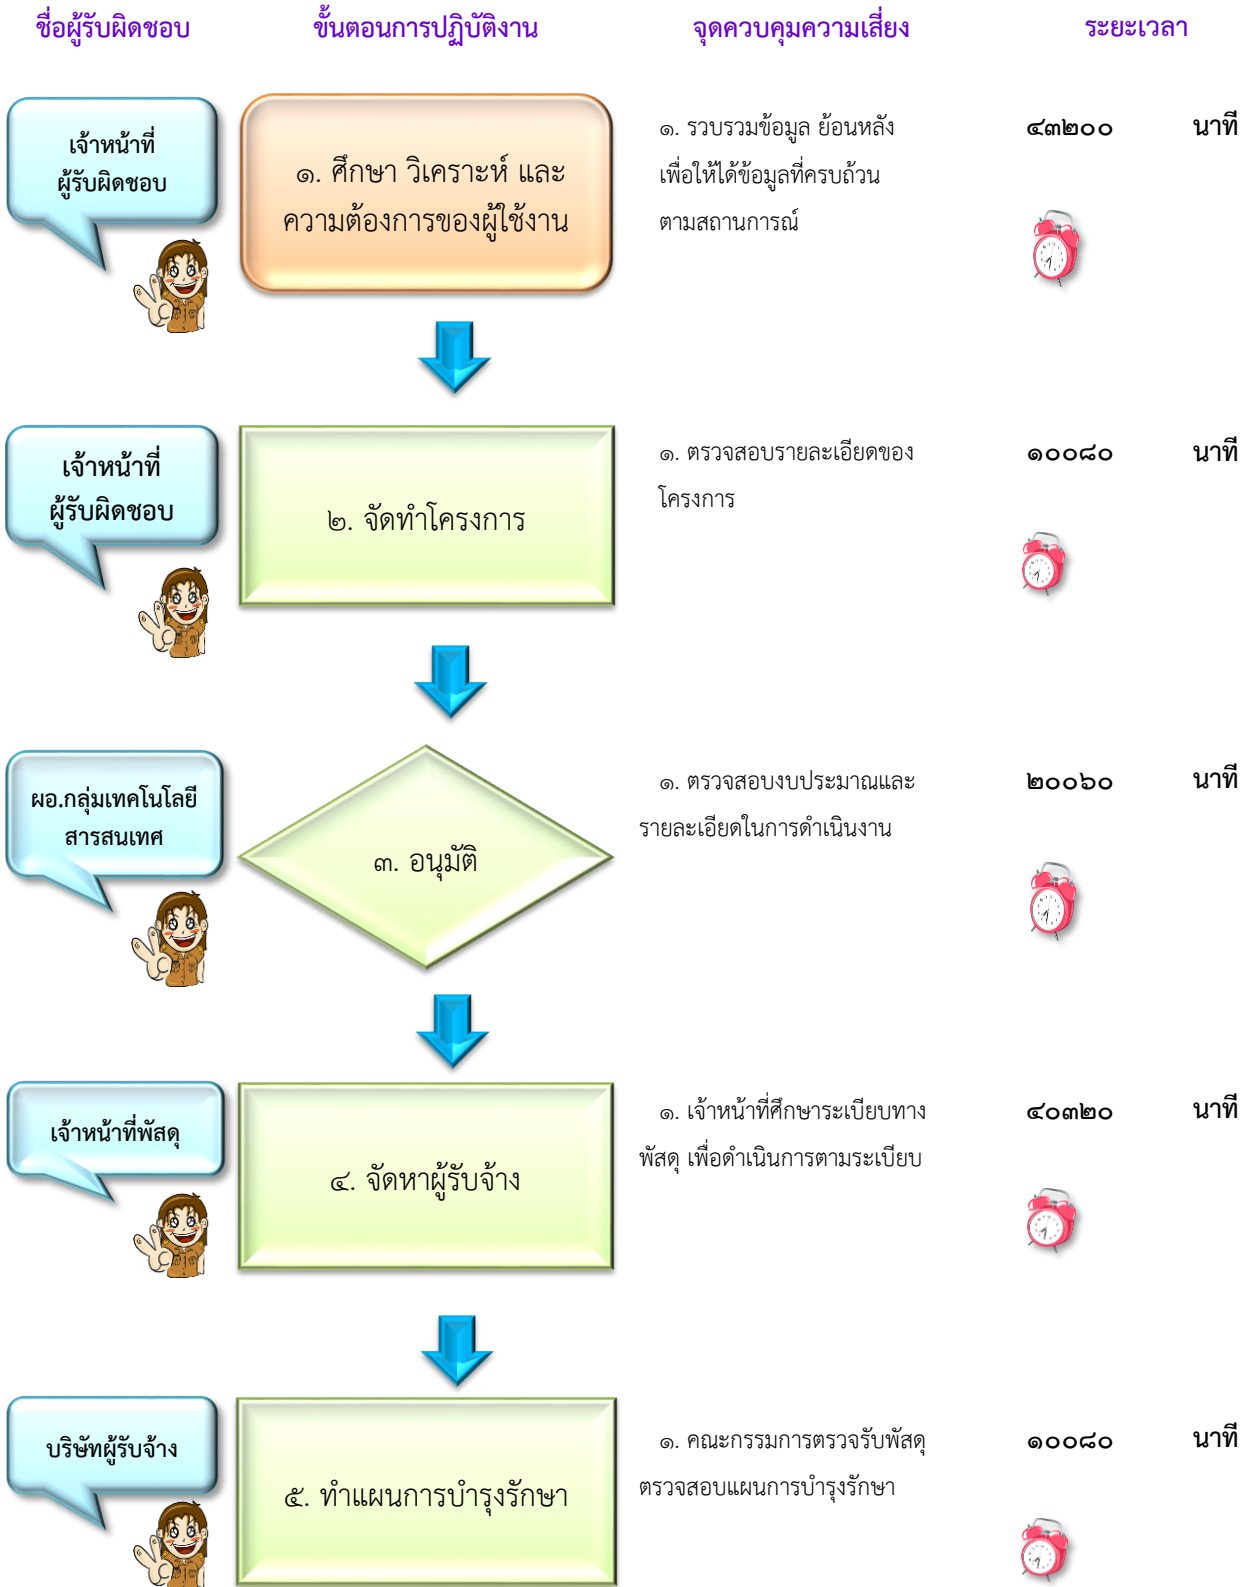 ชื่อผู้รับผิดชอบ ขั้นตอนการปฏิบัติงาน จุดควบคุมความเสี่ยง ระยะเวลา
เจ้าหน้าที่
ผู้รับผิดชอบ
๑. ศึกษา วิเคราะห์ และ
ความต้องการของผู้ใช้งาน
๑. รวบรวมข้อมูล ย้อนหลัง
เพื่อให้ได้ข้อมูลที่ครบถ้วน
ตามสถานการณ์
๔๓๒๐๐ นาที
เจ้าหน้าที่
ผู้รับผิดชอบ
๒. จัดทำโครงการ
๑. ตรวจสอบรายละเอียดของ
โครงการ
๑๐๐๘๐ นาที
ผอ.กลุ่มเทคโนโลยี
สารสนเทศ
๓. อนุมัติ
๑. ตรวจสอบงบประมาณและ
รายละเอียดในการดำเนินงาน
๒๐๐๖๐ นาที
เจ้าหน้าที่พัสดุ
๔. จัดหาผู้รับจ้าง
๑. เจ้าหน้าที่ศึกษาระเบียบทาง
พัสดุ เพื่อดำเนินการตามระเบียบ
๔๐๓๒๐ นาที
บริษัทผู้รับจ้าง
๕. ทำแผนการบำรุงรักษา
๑. คณะกรรมการตรวจรับพัสดุ
ตรวจสอบแผนการบำรุงรักษา
๑๐๐๘๐ นาที